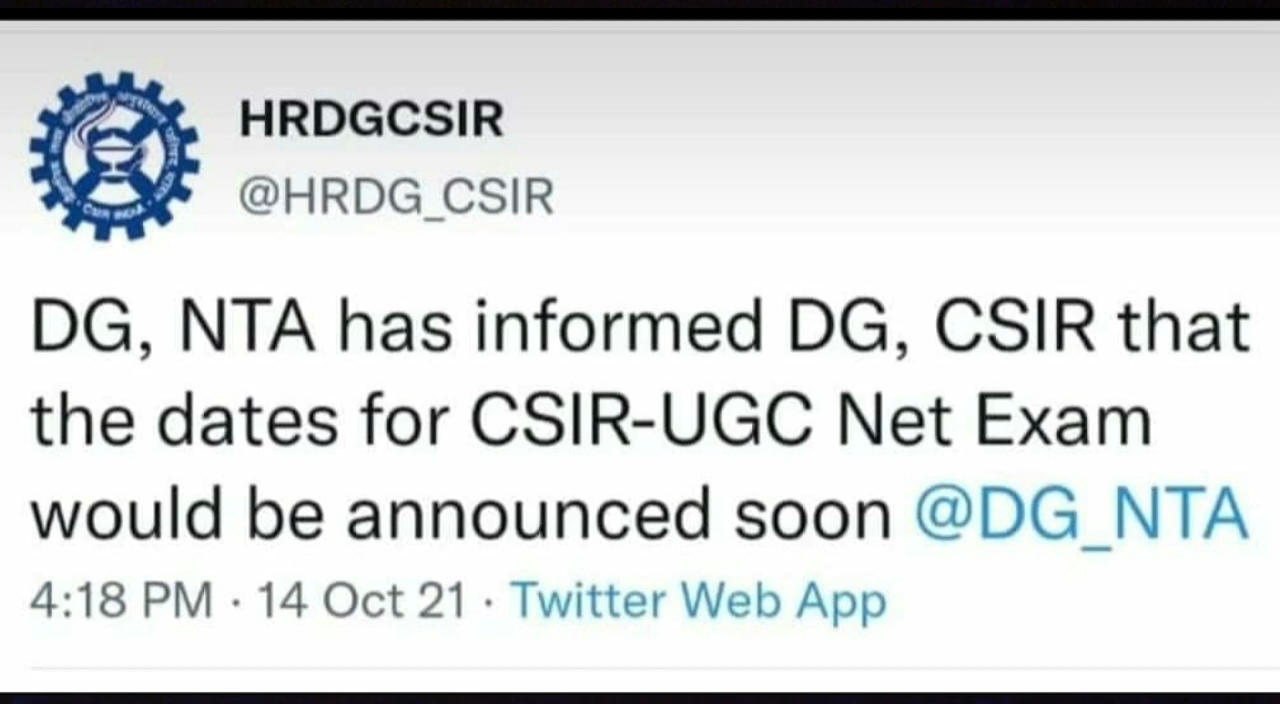 HRDGCSIR
@HRDG_CSIR
DG, NTA has informed DG, CSIR that
the dates for CSIR-UGC Net Exam
would be announced soon @DG_NTA
4:18 PM · 14 Oct 21 · Twitter Web App